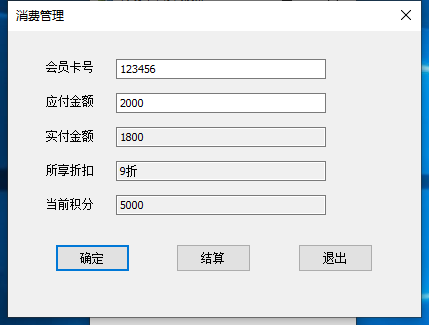 消费管理
会员卡号 123456
应付金额 2000
实付金额 1800
所享折扣 9折
当前积分 5000
确定 结算 退出